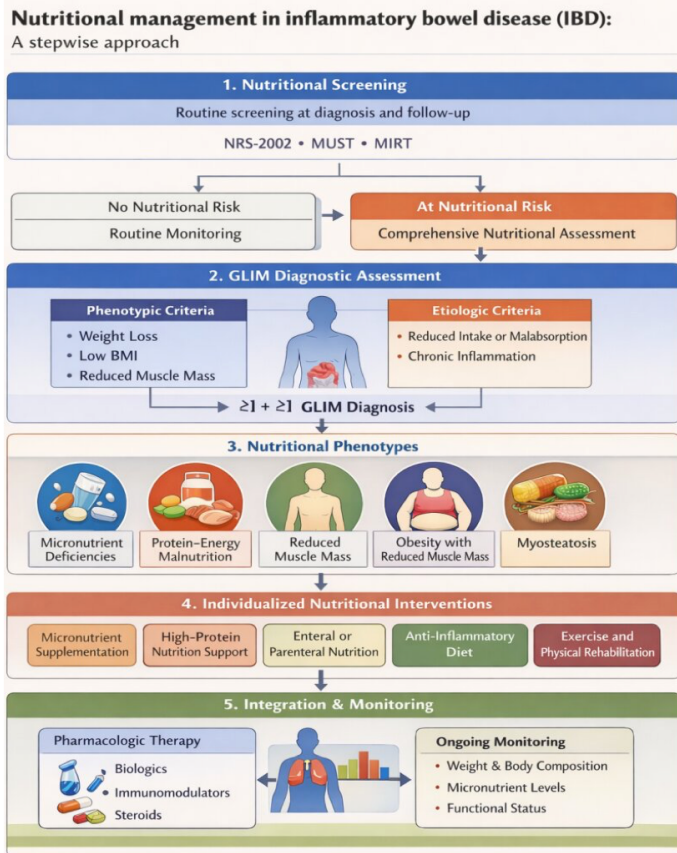 Nutritional management in inflammatory bowel disease (IBD):
A stepwise approach
1. Nutritional Screening
Routine screening at diagnosis and follow-up
NRS-2002 • MUST • MIRT
No Nutritional Risk
Routine Monitoring
At Nutritional Risk
Comprehensive Nutritional Assessment
2. GLIM Diagnostic Assessment
Phenotypic Criteria
• Weight Loss
• Low BMI
• Reduced Muscle Mass
Etiologic Criteria
• Reduced Intake or Malabsorption
• Chronic Inflammation
≥1 + ≥1 GLIM Diagnosis
3. Nutritional Phenotypes
Micronutrient
Deficiencies
Protein–Energy
Malnutrition
Reduced
Muscle Mass
Obesity with
Reduced Muscle Mass
Myosteatosis
4. Individualized Nutritional Interventions
Micronutrient
Supplementation
High-Protein
Nutrition Support
Enteral or
Parenteral Nutrition
Anti-Inflammatory
Diet
Exercise and
Physical Rehabilitation
5. Integration & Monitoring
Pharmacologic Therapy
Biologics
• Immunomodulators
Steroids
Ongoing Monitoring
• Weight & Body Composition
• Micronutrient Levels
• Functional Status